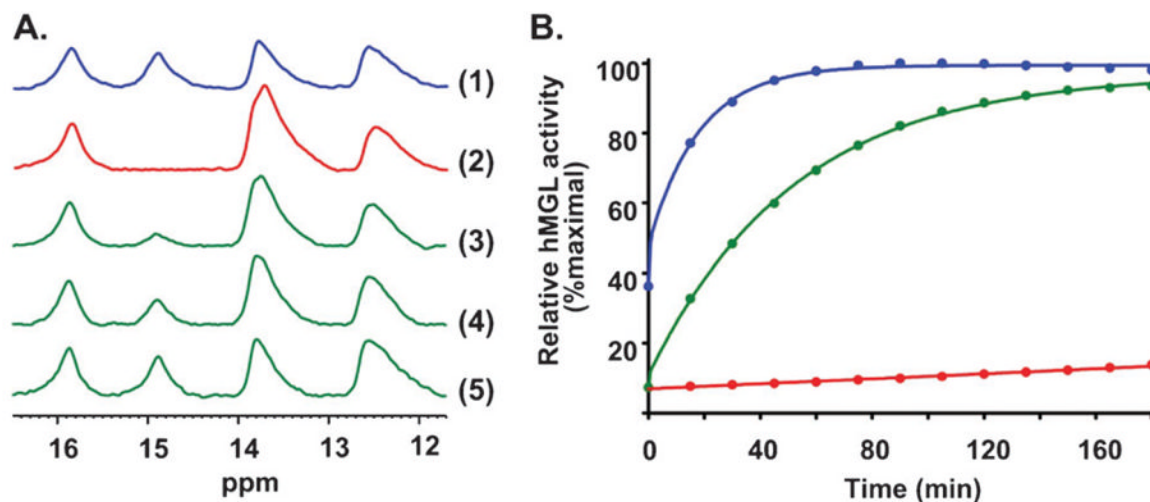 A.
(1)
(2)
(3)
(4)
(5)
16 15 14 13 12
ppm
B.
Relative hMGL activity
(%maximal)
100
80
60
40
20
0 40 80 120 160
Time (min)